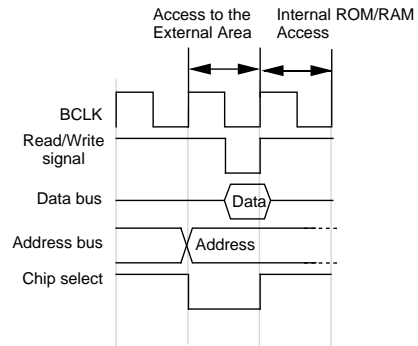 Access to the
External Area
Internal ROM/RAM
Access
BCLK
Read/Write
signal
Data bus
Data
Address bus
Address
Chip select